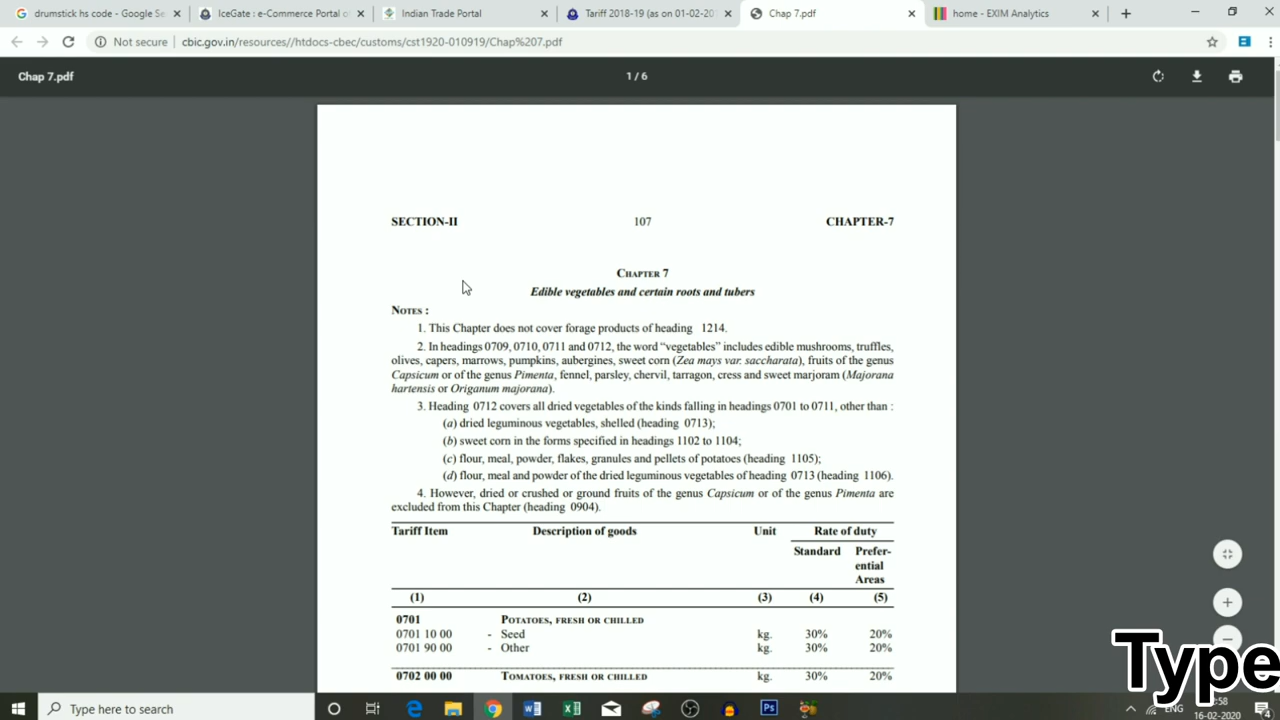 drumstick hs code - Google Se
IceGate : e-Commerce Portal o
Indian Trade Portal
Tariff 2018-19 (as on 01-02-20
Chap 7.pdf
home - EXIM Analytics
Not secure
cbic.gov.in/resources//htdocs-cbec/customs/cst1920-010919/Chap%207.pdf
Chap 7.pdf
1 / 6
SECTION-II 107 CHAPTER-7
CHAPTER 7
Edible vegetables and certain roots and tubers
NOTES :
1. This Chapter does not cover forage products of heading 1214.
2. In headings 0709, 0710, 0711 and 0712, the word “vegetables” includes edible mushrooms, truffles,
olives, capers, marrows, pumpkins, aubergines, sweet corn (Zea mays var. saccharata), fruits of the genus
Capsicum or of the genus Pimenta, fennel, parsley, chervil, tarragon, cress and sweet marjoram (Majorana
hartensis or Origanum majorana).
3. Heading 0712 covers all dried vegetables of the kinds falling in headings 0701 to 0711, other than :
(a) dried leguminous vegetables, shelled (heading 0713);
(b) sweet corn in the forms specified in headings 1102 to 1104;
(c) flour, meal, powder, flakes, granules and pellets of potatoes (heading 1105);
(d) flour, meal and powder of the dried leguminous vegetables of heading 0713 (heading 1106).
4. However, dried or crushed or ground fruits of the genus Capsicum or of the genus Pimenta are
excluded from this Chapter (heading 0904).
Tariff Item Description of goods Unit Rate of duty
Standard Prefer-
ential
Areas
(1) (2) (3) (4) (5)
0701 POTATOES, FRESH OR CHILLED
0701 10 00 - Seed kg. 30% 20%
0701 90 00 - Other kg. 30% 20%
0702 00 00 TOMATOES, FRESH OR CHILLED kg. 30% 20%
Type
Type here to search
ENG
:58
16-02-2020